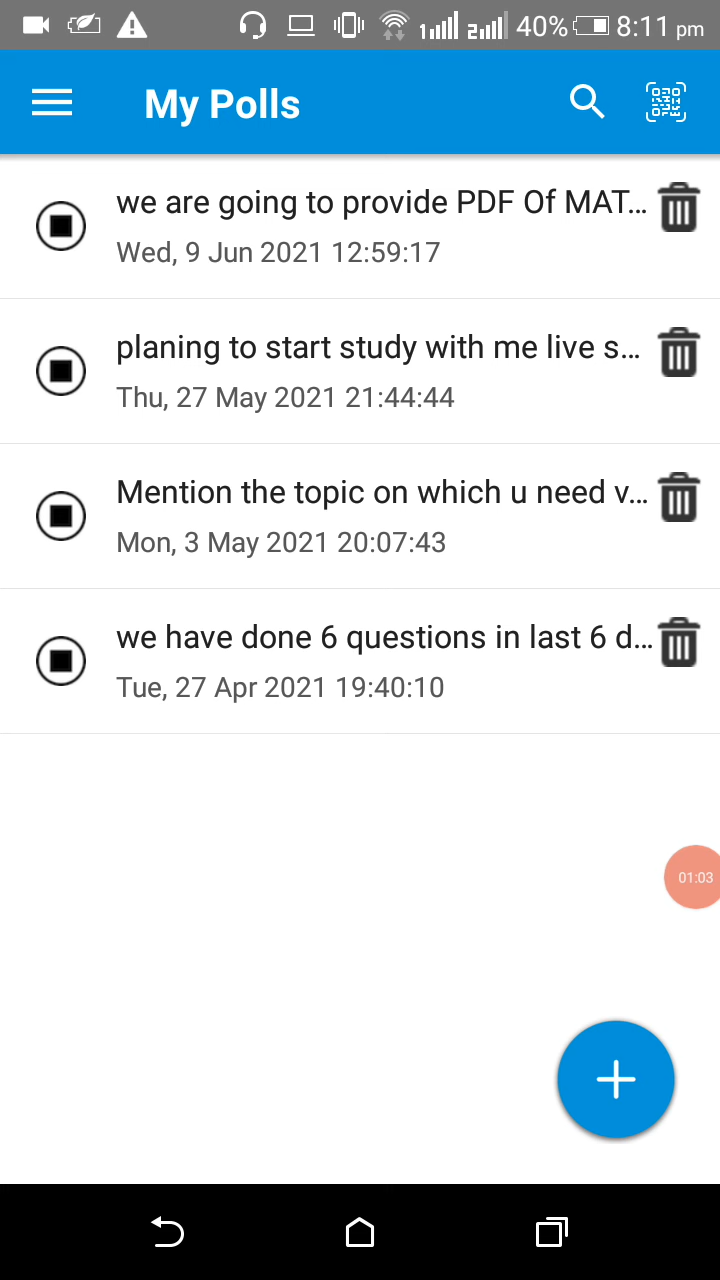 1 2 40% 8:11 pm
My Polls
we are going to provide PDF Of MAT...
Wed, 9 Jun 2021 12:59:17
planing to start study with me live s...
Thu, 27 May 2021 21:44:44
Mention the topic on which u need v...
Mon, 3 May 2021 20:07:43
we have done 6 questions in last 6 d...
Tue, 27 Apr 2021 19:40:10
01:03